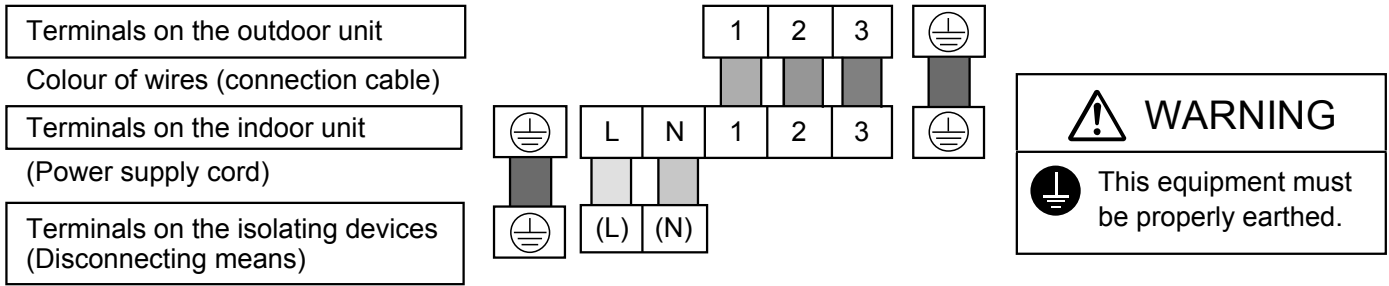 Terminals on the outdoor unit
1 2 3
Colour of wires (connection cable)
Terminals on the indoor unit
L N 1 2 3
(Power supply cord)
Terminals on the isolating devices
(Disconnecting means)
(L) (N)
WARNING
This equipment must
be properly earthed.